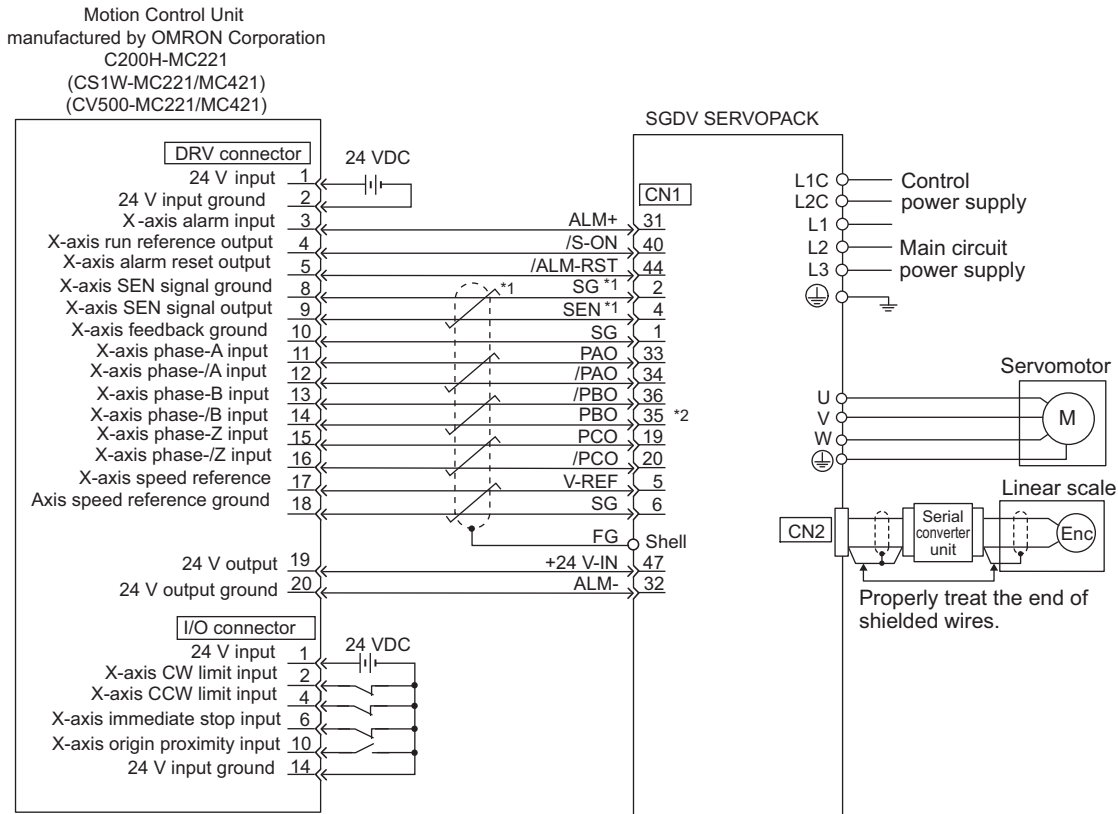 Motion Control Unit
manufactured by OMRON Corporation
C200H-MC221
(CS1W-MC221/MC421)
(CV500-MC221/MC421)
SGDV SERVOPACK
DRV connector
24 VDC
24 V input 1
24 V input ground 2
X-axis alarm input 3 ALM+ 31
X-axis run reference output 4 /S-ON 40
X-axis alarm reset output 5 /ALM-RST 44
X-axis SEN signal ground 8 *1 SG *1 2
X-axis SEN signal output 9 SEN *1 4
X-axis feedback ground 10 SG 1
X-axis phase-A input 11 PAO 33
X-axis phase-/A input 12 /PAO 34
X-axis phase-B input 13 /PBO 36
X-axis phase-/B input 14 PBO 35 *2
X-axis phase-Z input 15 PCO 19
X-axis phase-/Z input 16 /PCO 20
X-axis speed reference 17 V-REF 5
Axis speed reference ground 18 SG 6
FG Shell
24 V output 19 +24 V-IN 47
24 V output ground 20 ALM- 32
CN1
I/O connector
24 VDC
24 V input 1
X-axis CW limit input 2
X-axis CCW limit input 4
X-axis immediate stop input 6
X-axis origin proximity input 10
24 V input ground 14
L1C
L2C
Control
power supply
L1
L2
L3
Main circuit
power supply
Servomotor
U
V
W
M
Linear scale
CN2
Serial
converter
unit
Enc
Properly treat the end of
shielded wires.